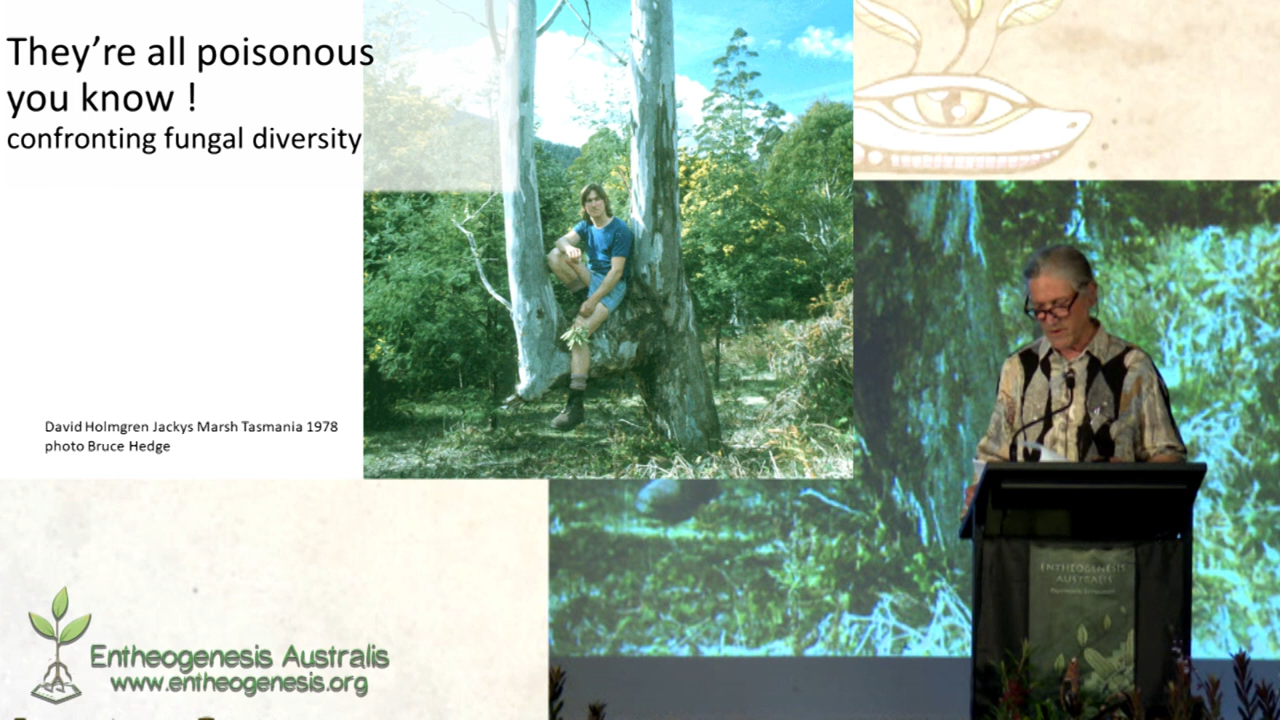 They're all poisonous
you know !
confronting fungal diversity
David Holmgren Jackys Marsh Tasmania 1978
photo Bruce Hedge
Entheogenesis Australis
www.entheogenesis.org
ENTHEOGENESIS
AUSTRALIS